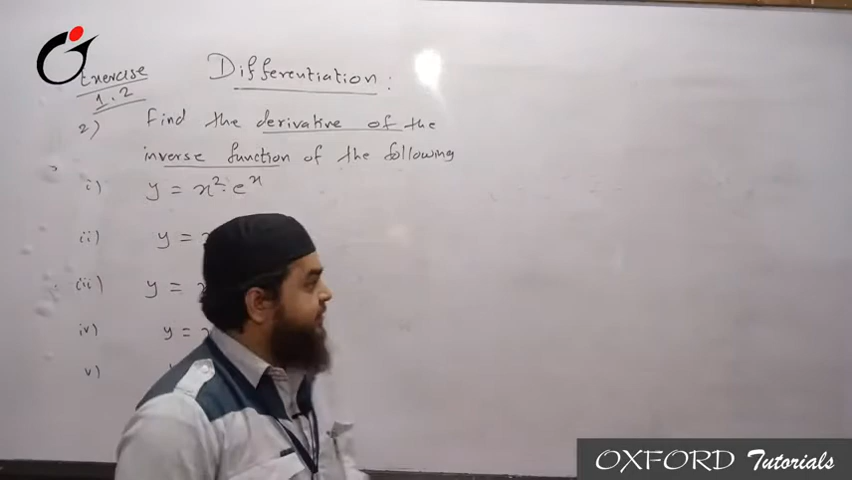 Differentiation :
Exercise
1.2
2) Find the derivative of the
inverse function of the following
i) y = x².eˣ
ii) y =
iii) y =
iv) y =
v)
OXFORD Tutorials